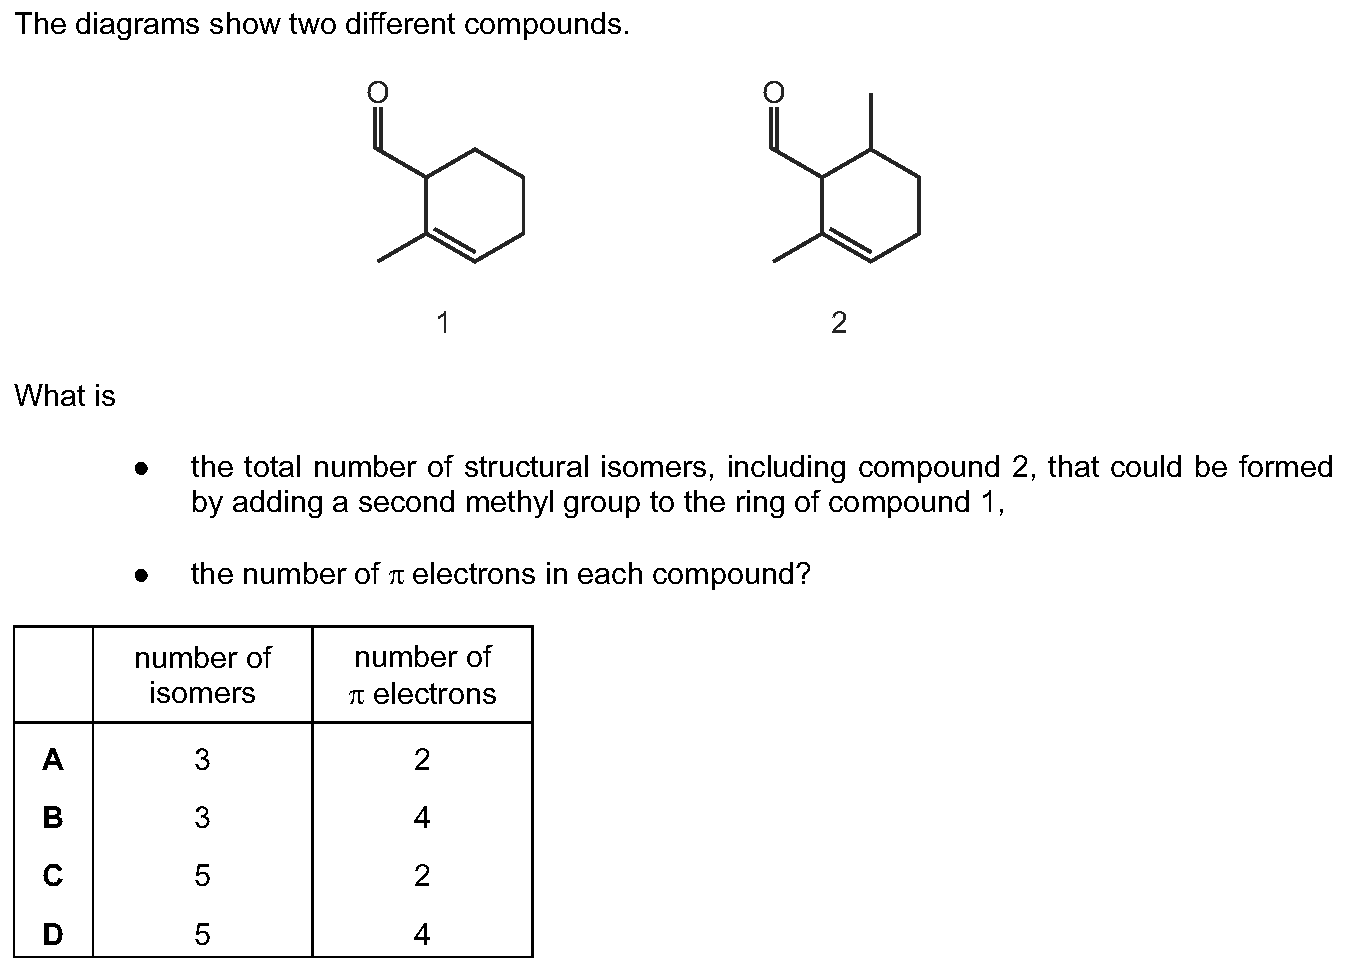 The diagrams show two different compounds.
O O
1 2
What is
● the total number of structural isomers, including compound 2, that could be formed
by adding a second methyl group to the ring of compound 1,
● the number of π electrons in each compound?
number of number of
isomers π electrons
A 3 2
B 3 4
C 5 2
D 5 4